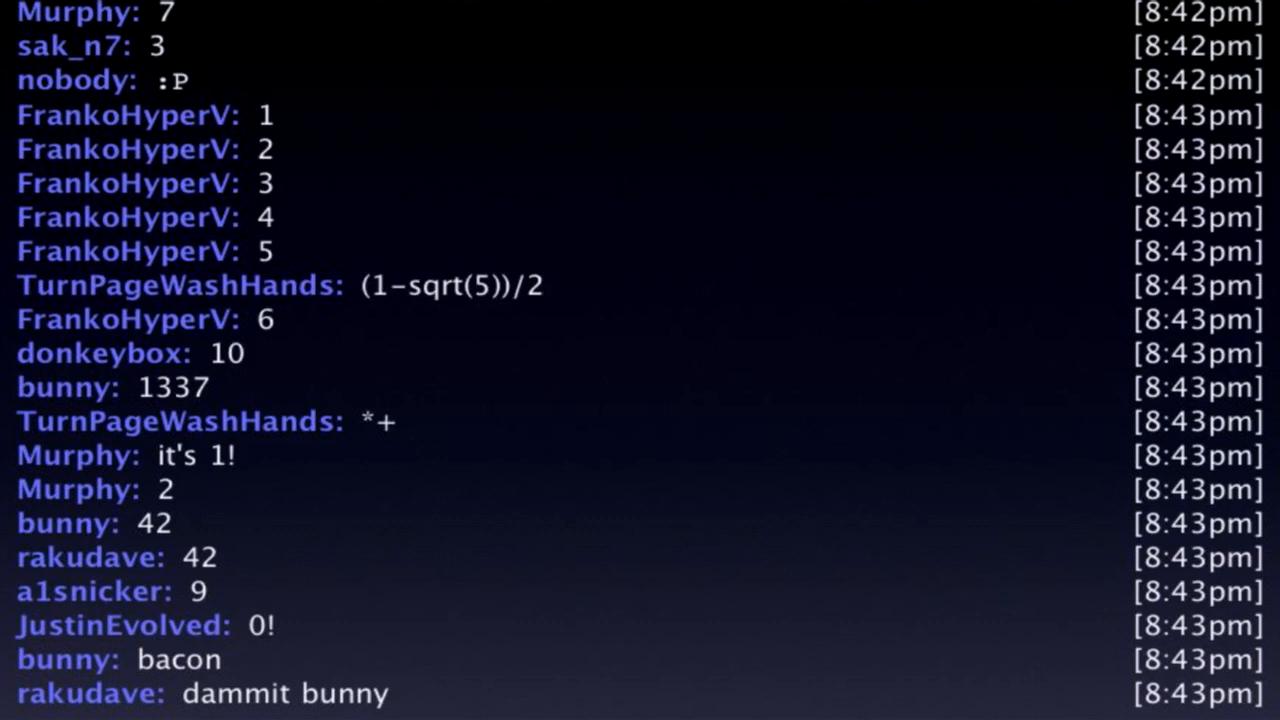 Murphy: 7 [8:42pm]
sak_n7: 3 [8:42pm]
nobody: :P [8:42pm]
FrankoHyperV: 1 [8:43pm]
FrankoHyperV: 2 [8:43pm]
FrankoHyperV: 3 [8:43pm]
FrankoHyperV: 4 [8:43pm]
FrankoHyperV: 5 [8:43pm]
TurnPageWashHands: (1-sqrt(5))/2 [8:43pm]
FrankoHyperV: 6 [8:43pm]
donkeybox: 10 [8:43pm]
bunny: 1337 [8:43pm]
TurnPageWashHands: *+ [8:43pm]
Murphy: it's 1! [8:43pm]
Murphy: 2 [8:43pm]
bunny: 42 [8:43pm]
rakudave: 42 [8:43pm]
a1snicker: 9 [8:43pm]
JustinEvolved: 0! [8:43pm]
bunny: bacon [8:43pm]
rakudave: dammit bunny [8:43pm]